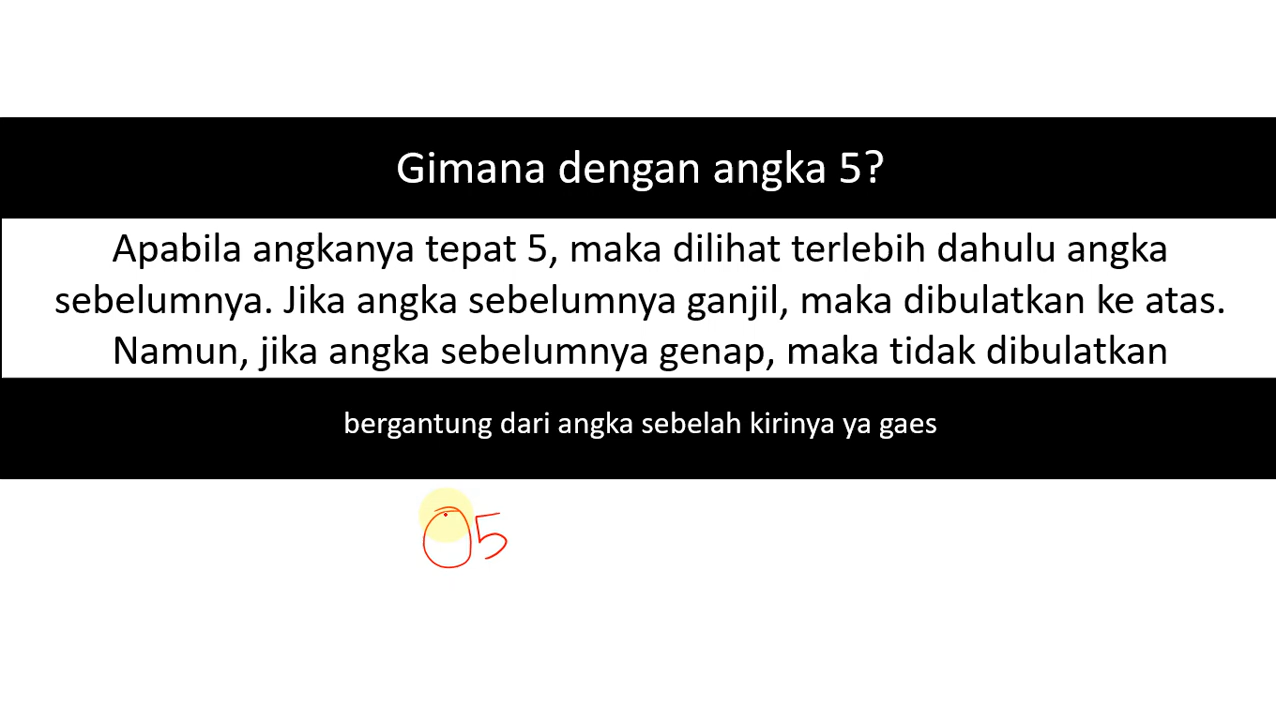 Gimana dengan angka 5?
Apabila angkanya tepat 5, maka dilihat terlebih dahulu angka
sebelumnya. Jika angka sebelumnya ganjil, maka dibulatkan ke atas.
Namun, jika angka sebelumnya genap, maka tidak dibulatkan
bergantung dari angka sebelah kirinya ya gaes
5